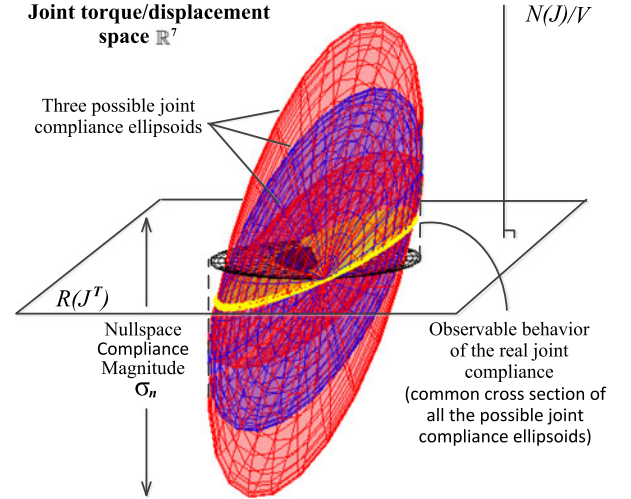 Joint torque/displacement
space ℝ⁷
N(J)/V
Three possible joint
compliance ellipsoids
R(Jᵀ)
Nullspace
Compliance
Magnitude
σₙ
Observable behavior
of the real joint
compliance
(common cross section of
all the possible joint
compliance ellipsoids)